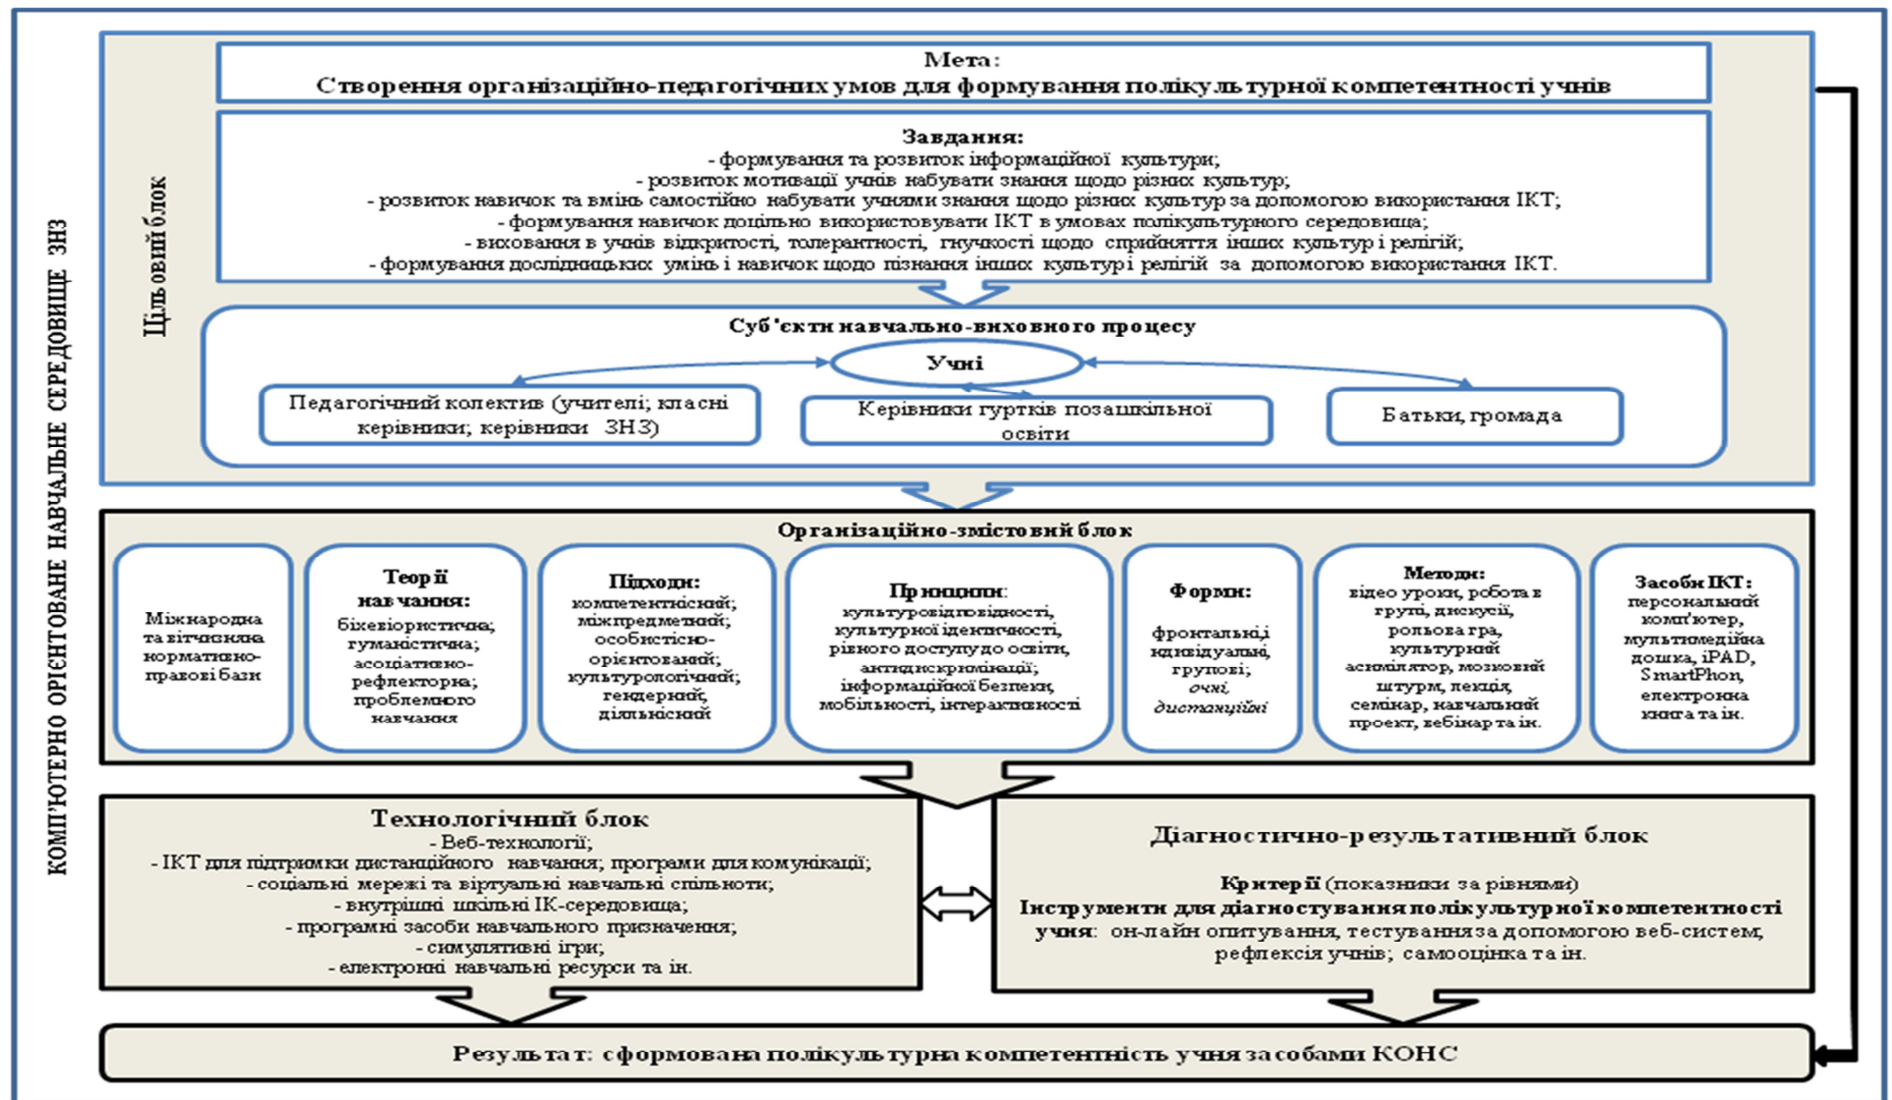 КОМП'ЮТЕРНО ОРІЄНТОВАНЕ НАВЧАЛЬНЕ СЕРЕДОВИЩЕ ЗНЗ
Цільовий блок
Мета:
Створення організаційно-педагогічних умов для формування полікультурної компетентності учнів
Завдання:
- формування та розвиток інформаційної культури;
- розвиток мотивації учнів набувати знання щодо різних культур;
- розвиток навичок та вмінь самостійно набувати учнями знання щодо різних культур за допомогою використання ІКТ;
- формування навичок доцільно використовувати ІКТ в умовах полікультурного середовища;
- виховання в учнів відкритості, толерантності, гнучкості щодо сприйняття інших культур і релігій;
- формування дослідницьких умінь і навичок щодо пізнання інших культур і релігій за допомогою використання ІКТ.
Суб'єкти навчально-виховного процесу
Учні
Педагогічний колектив (учителі; класні
керівники; керівники ЗНЗ)
Керівники гуртків позашкільної
освіти
Батьки, громада
Організаційно-змістовий блок
Міжнародна
та вітчизняна
нормативно-
правові бази
Теорії
навчання:
біхевіористична;
гуманістична;
асоціативно-
рефлекторна;
проблемного
навчання
Підходи:
компетентнісний;
міжпредметний;
особистісно-
орієнтований;
культурологічний;
гендерний,
діяльнісний
Принципи:
культуровідповідності,
культурної ідентичності,
рівного доступу до освіти,
антидискримінації;
інформаційної безпеки,
мобільності, інтерактивності
Форми:
фронтальні,і
ндивідуальні,
групові;
очні,
дистанційні
Методи:
відео уроки, робота в
групі, дискусії,
рольова гра,
культурний
асимілятор, мозковий
штурм, лекція,
семінар, навчальний
проект, вебінар та ін.
Засоби ІКТ:
персональний
комп'ютер,
мультимедійна
дошка, iPAD,
SmartPhon,
електронна
книга та ін.
Технологічний блок
- Веб-технології;
- ІКТ для підтримки дистанційного навчання; програми для комунікації;
- соціальні мережі та віртуальні навчальні спільноти;
- внутрішні шкільні ІК-середовища;
- програмні засоби навчального призначення;
- симулятивні ігри;
- електронні навчальні ресурси та ін.
Діагностично-результативний блок
Критерії (показники за рівнями)
Інструменти для діагностування полікультурної компетентності
учня: он-лайн опитування, тестування за допомогою веб-систем;
рефлексія учнів; самооцінка та ін.
Результат: сформована полікультурна компетентність учня засобами КОНС